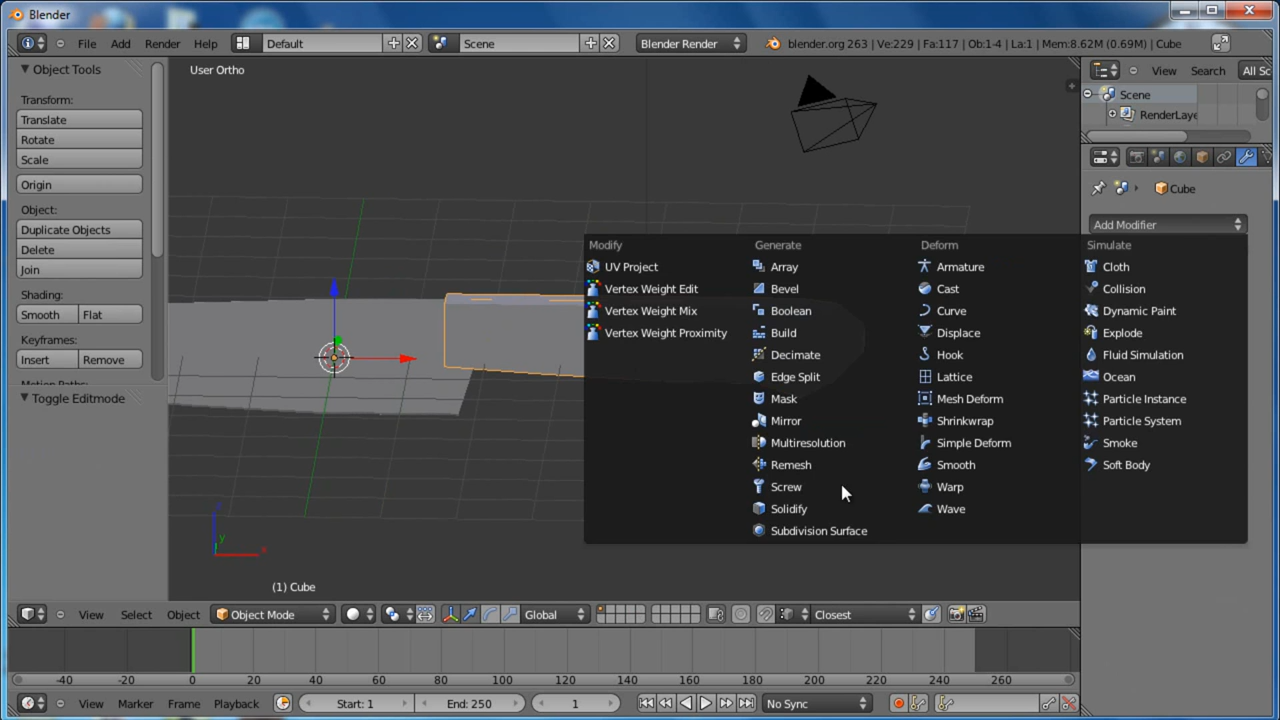 Blender
File Add Render Help Default Scene Blender Render blender.org 263 | Ve:229 | Fa:117 | Ob:1-4 | La:1 | Mem:8.62M (0.69M) | Cube
Object Tools
Transform:
Translate
Rotate
Scale
Origin
Object:
Duplicate Objects
Delete
Join
Shading:
Smooth Flat
Keyframes:
Insert Remove
Toggle Editmode
User Ortho
(1) Cube
z
y
x
View Search All Sc
Scene
RenderLaye
Cube
Add Modifier
Modify
UV Project
Vertex Weight Edit
Vertex Weight Mix
Vertex Weight Proximity
Generate
Array
Bevel
Boolean
Build
Decimate
Edge Split
Mask
Mirror
Multiresolution
Remesh
Screw
Solidify
Subdivision Surface
Deform
Armature
Cast
Curve
Displace
Hook
Lattice
Mesh Deform
Shrinkwrap
Simple Deform
Smooth
Warp
Wave
Simulate
Cloth
Collision
Dynamic Paint
Explode
Fluid Simulation
Ocean
Particle Instance
Particle System
Smoke
Soft Body
View Select Object Object Mode Global Closest
-40 -20 0 20 40 60 80 100 120 140 160 180 200 220 240 260
View Marker Frame Playback Start: 1 End: 250 1 No Sync